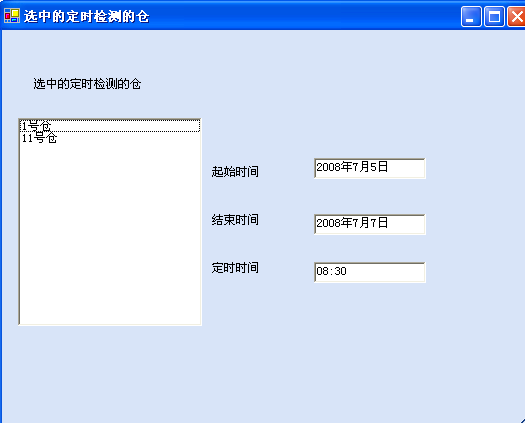 选中的定时检测的仓
选中的定时检测的仓
1号仓
11号仓
起始时间 2008年7月5日
结束时间 2008年7月7日
定时时间 08:30